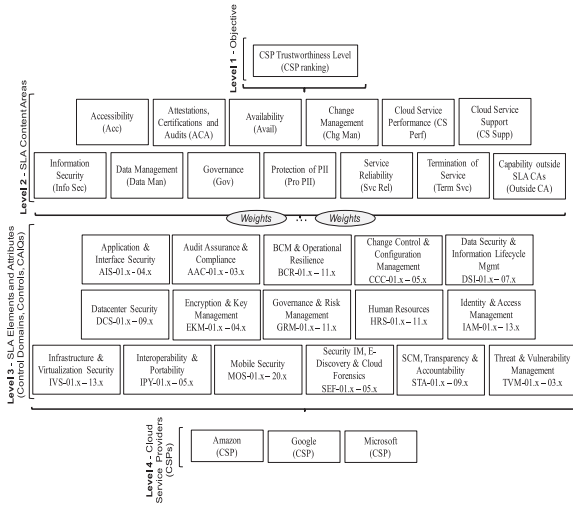 Level 1 - Objective
CSP Trustworthiness Level
(CSP ranking)
Level 2 - SLA Content Areas
Accessibility
(Acc)
Attestations,
Certifications and
Audits (ACA)
Availability
(Avail)
Change
Management
(Chg Man)
Cloud Service
Performance (CS
Perf)
Cloud Service
Support
(CS Supp)
Information
Security
(Info Sec)
Data Management
(Data Man)
Governance
(Gov)
Protection of PII
(Pro PII)
Service
Reliability
(Svc Rel)
Termination of
Service
(Term Svc)
Capability outside
SLA CAs
(Outside CA)
Weights
...
Weights
Level 3 - SLA Elements and Attributes
(Control Domains, Controls, CAIQs)
Application &
Interface Security
AIS-01.x - 04.x
Audit Assurance &
Compliance
AAC-01.x - 03.x
BCM & Operational
Resilience
BCR-01.x – 11.x
Change Control &
Configuration
Management
CCC-01.x – 05.x
Data Security &
Information Lifecycle
Mgmt
DSI-01.x – 07.x
Datacenter Security
DCS-01.x – 09.x
Encryption & Key
Management
EKM-01.x – 04.x
Governance & Risk
Management
GRM-01.x – 11.x
Human Resources
HRS-01.x – 11.x
Identity & Access
Management
IAM-01.x – 13.x
Infrastructure &
Virtualization Security
IVS-01.x – 13.x
Interoperability &
Portability
IPY-01.x – 05.x
Mobile Security
MOS-01.x – 20.x
Security IM, E-
Discovery & Cloud
Forensics
SEF-01.x – 05.x
SCM, Transparency &
Accountability
STA-01.x – 09.x
Threat & Vulnerability
Management
TVM-01.x – 03.x
Level 4 - Cloud
Service Providers
(CSPs)
Amazon
(CSP)
Google
(CSP)
Microsoft
(CSP)